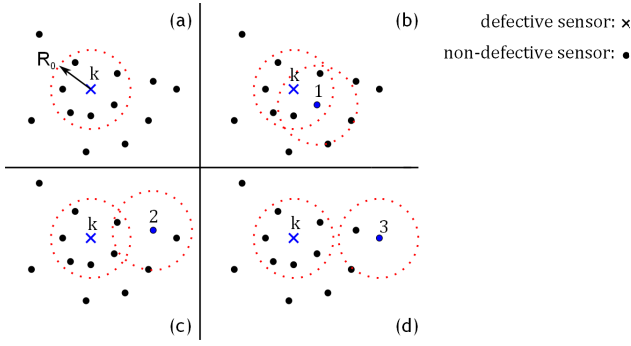 (a)
(b)
defective sensor: ×
non-defective sensor: •
R₀
k
k
1
k
2
k
3
(c)
(d)